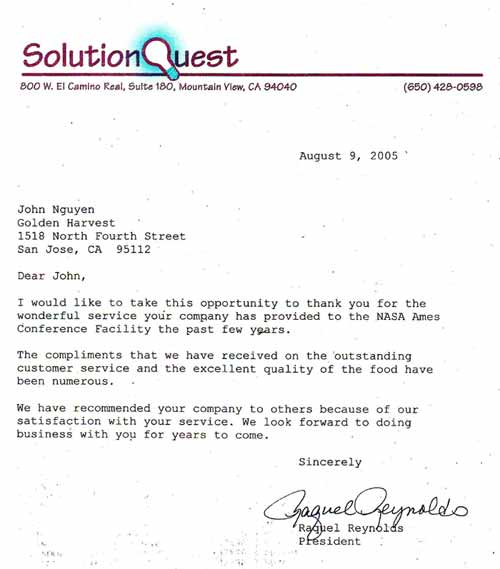 SolutionQuest
800 W. El Camino Real, Suite 180, Mountain View, CA 94040 (650) 428-0598
August 9, 2005
John Nguyen
Golden Harvest
1518 North Fourth Street
San Jose, CA 95112
Dear John,
I would like to take this opportunity to thank you for the
wonderful service your company has provided to the NASA Ames
Conference Facility the past few years.
The compliments that we have received on the outstanding
customer service and the excellent quality of the food have
been numerous.
We have recommended your company to others because of our
satisfaction with your service. We look forward to doing
business with you for years to come.
Sincerely
Raquel Reynolds
Raquel Reynolds
President